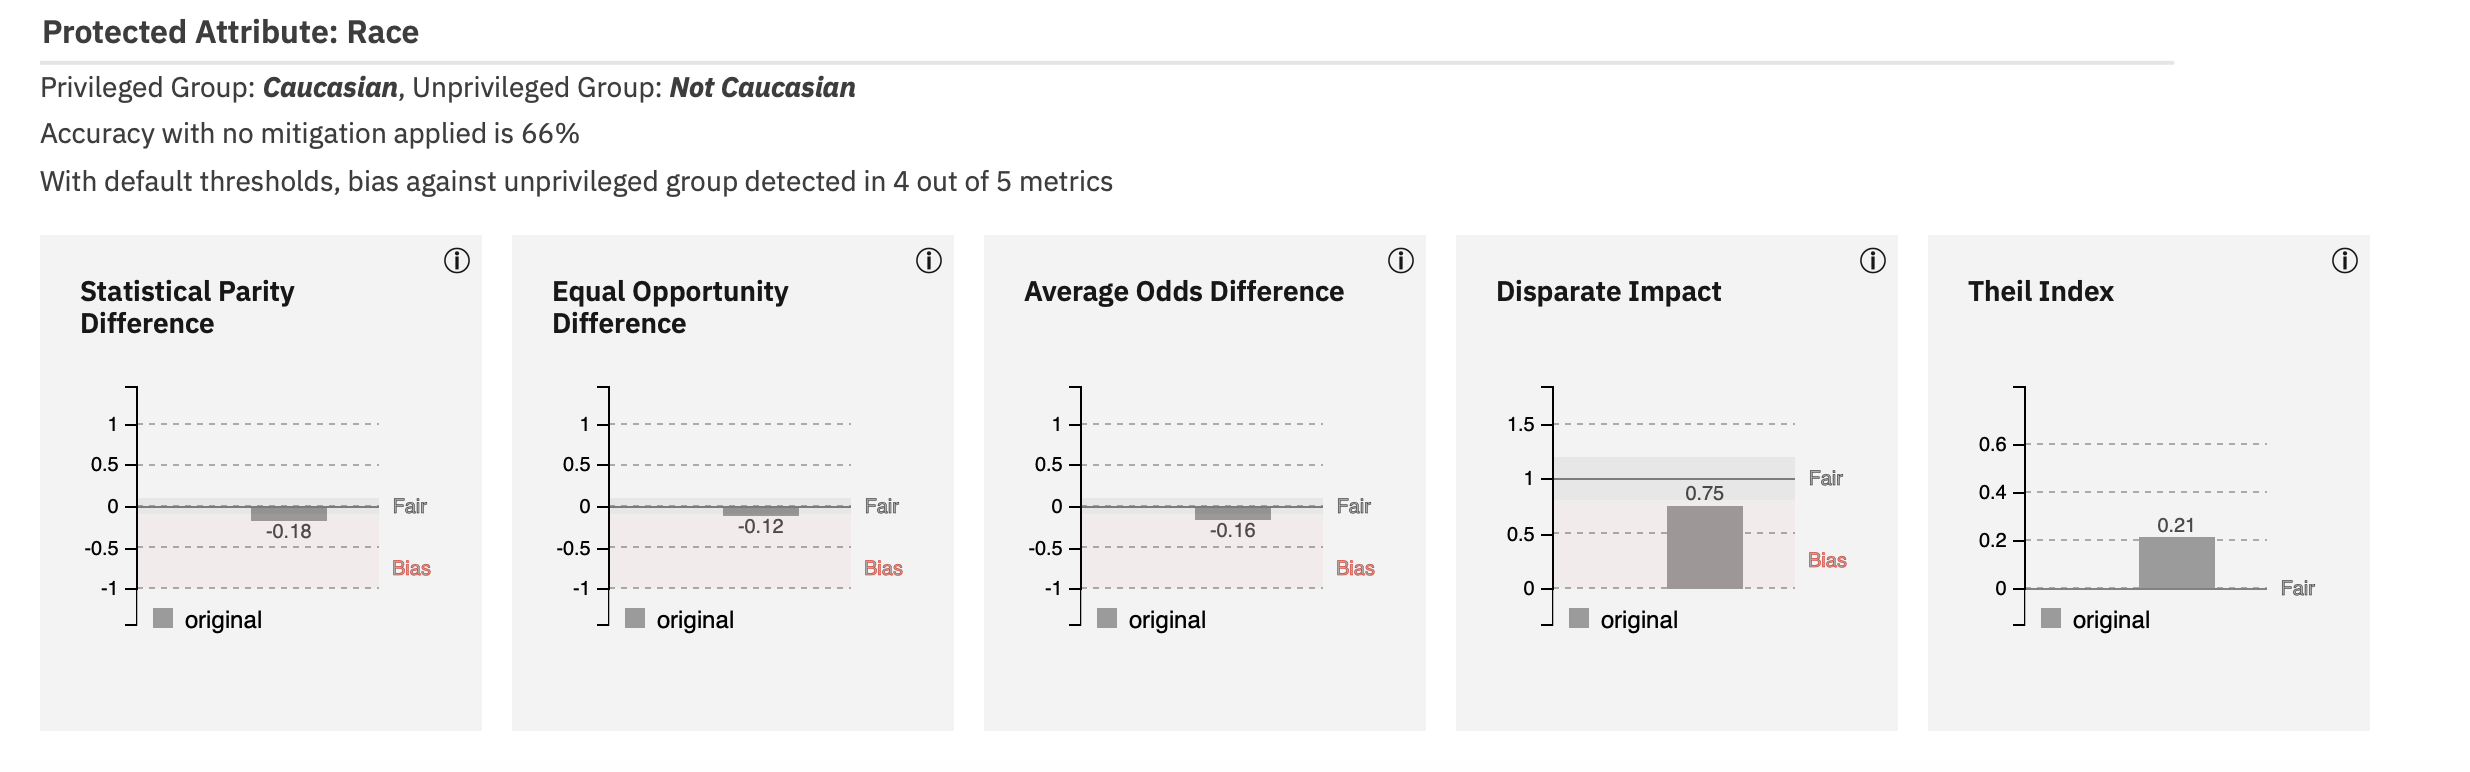 Protected Attribute: Race
Privileged Group: Caucasian, Unprivileged Group: Not Caucasian
Accuracy with no mitigation applied is 66%
With default thresholds, bias against unprivileged group detected in 4 out of 5 metrics
Statistical Parity
Difference
1
0.5
0
-0.5
-1
-0.18
Fair
Bias
original
Equal Opportunity
Difference
1
0.5
0
-0.5
-1
-0.12
Fair
Bias
original
Average Odds Difference
1
0.5
0
-0.5
-1
-0.16
Fair
Bias
original
Disparate Impact
1.5
1
0.5
0
0.75
Fair
Bias
original
Theil Index
0.6
0.4
0.2
0
0.21
Fair
original